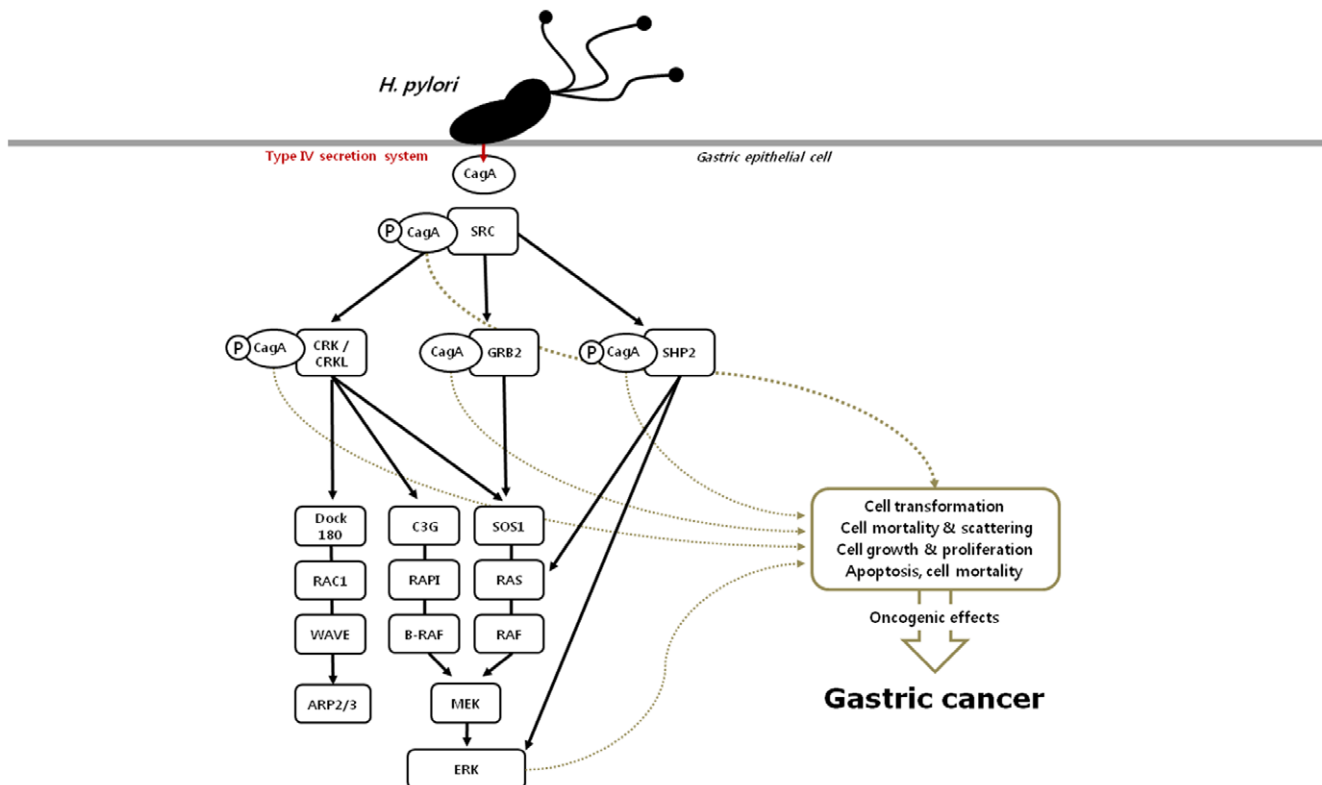 H. pylori
Type IV secretion system
Gastric epithelial cell
CagA
P
CagA
SRC
P
CagA
CRK /
CRKL
CagA
GRB2
P
CagA
SHP2
Dock
180
C3G
SOS1
RAC1
RAPI
RAS
WAVE
B-RAF
RAF
ARP2/3
MEK
ERK
Cell transformation
Cell mortality & scattering
Cell growth & proliferation
Apoptosis, cell mortality
Oncogenic effects
Gastric cancer